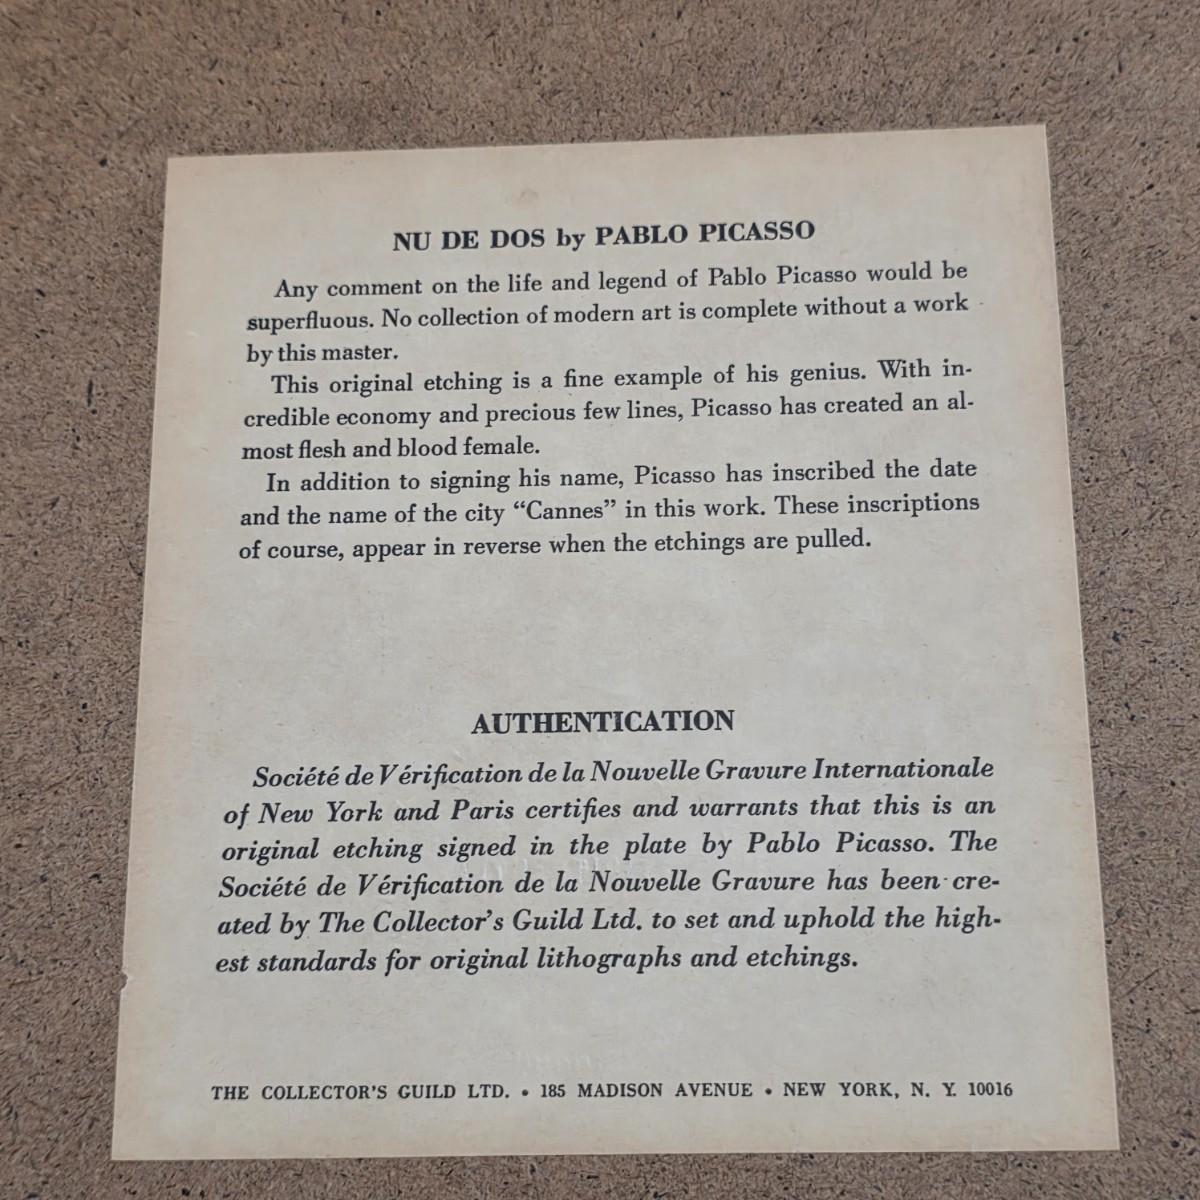 NU DE DOS by PABLO PICASSO
Any comment on the life and legend of Pablo Picasso would be
superfluous. No collection of modern art is complete without a work
by this master.
This original etching is a fine example of his genius. With in-
credible economy and precious few lines, Picasso has created an al-
most flesh and blood female.
In addition to signing his name, Picasso has inscribed the date
and the name of the city “Cannes” in this work. These inscriptions
of course, appear in reverse when the etchings are pulled.
AUTHENTICATION
Société de Vérification de la Nouvelle Gravure Internationale
of New York and Paris certifies and warrants that this is an
original etching signed in the plate by Pablo Picasso. The
Société de Vérification de la Nouvelle Gravure has been cre-
ated by The Collector’s Guild Ltd. to set and uphold the high-
est standards for original lithographs and etchings.
THE COLLECTOR’S GUILD LTD. • 185 MADISON AVENUE • NEW YORK, N. Y. 10016